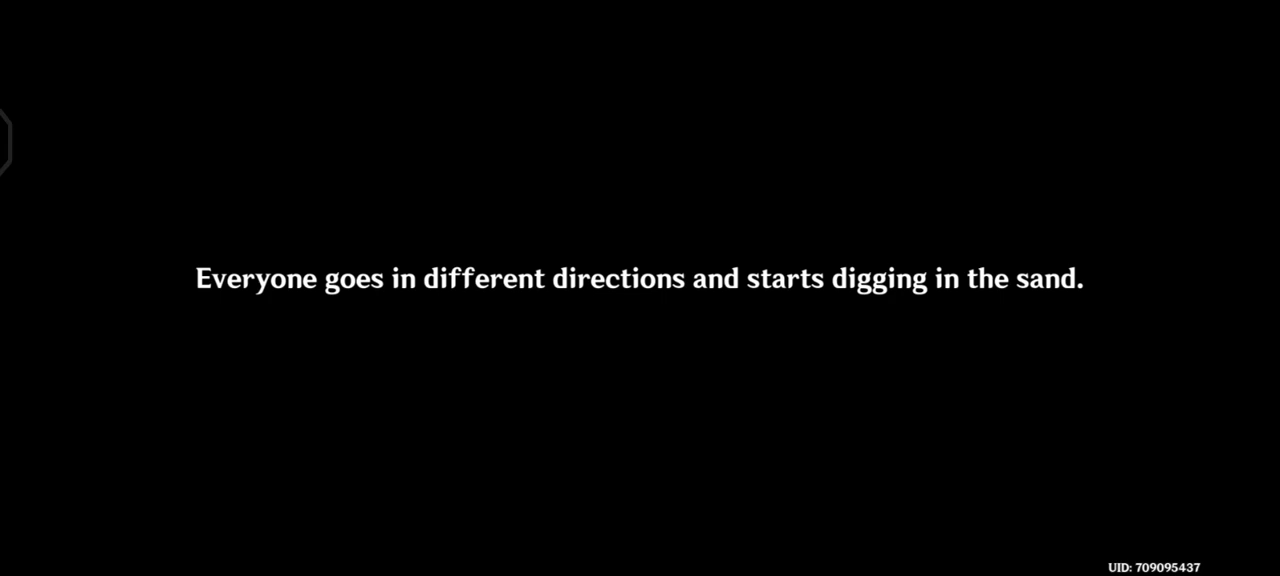 Everyone goes in different directions and starts digging in the sand.
UID: 709095437